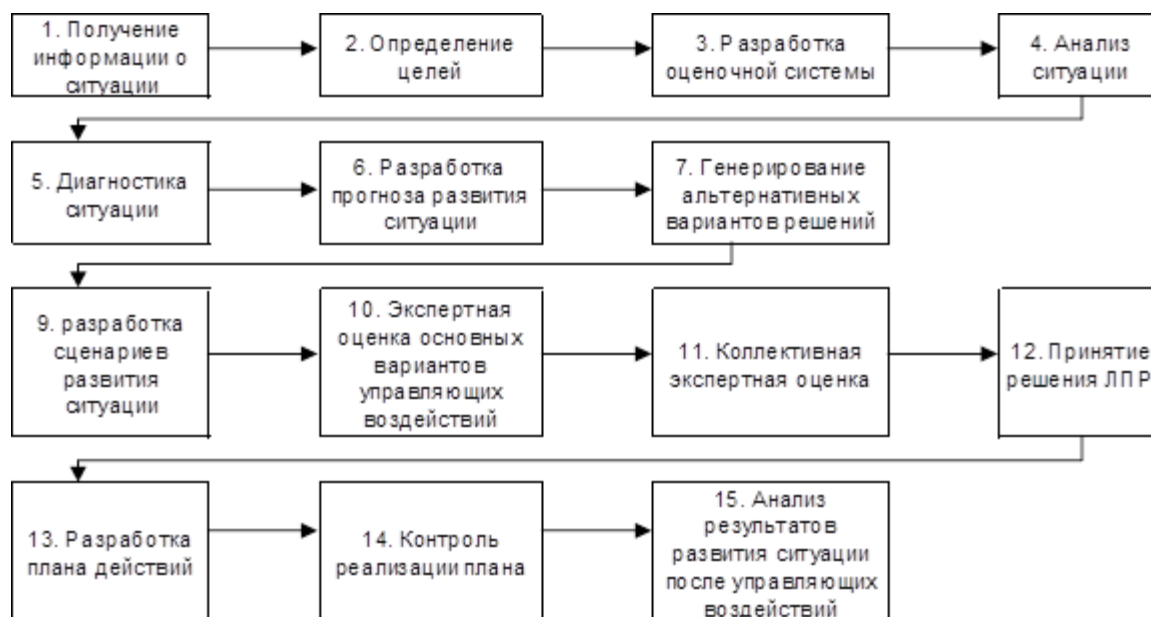 1. Получение
информации о
ситуации
2. Определение
целей
3. Разработка
оценочной системы
4. Анализ
ситуации
5. Диагностика
ситуации
6. Разработка
прогноза развития
ситуации
7. Генерирование
альтернативных
вариантов решений
9. разработка
сценариев
развития
ситуации
10. Экспертная
оценка основных
вариантов
управляющих
воздействий
11. Коллективная
экспертная оценка
12. Принятие
решения ЛПР
13. Разработка
плана действий
14. Контроль
реализации плана
15. Анализ
результатов
развития ситуации
после управляющих
воздействий